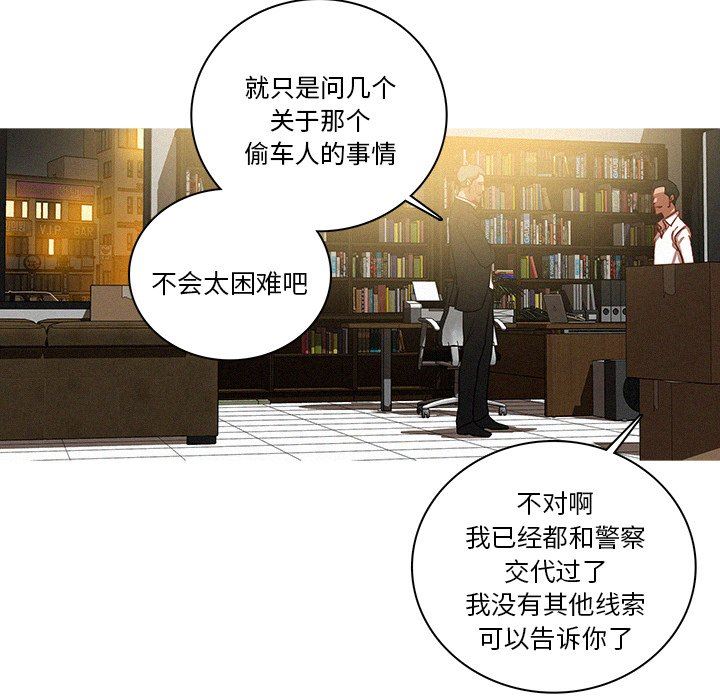 就只是问几个
关于那个
偷车人的事情
不会太困难吧
VIP BAR
不对啊
我已经都和警察
交代过了
我没有其他线索
可以告诉你了